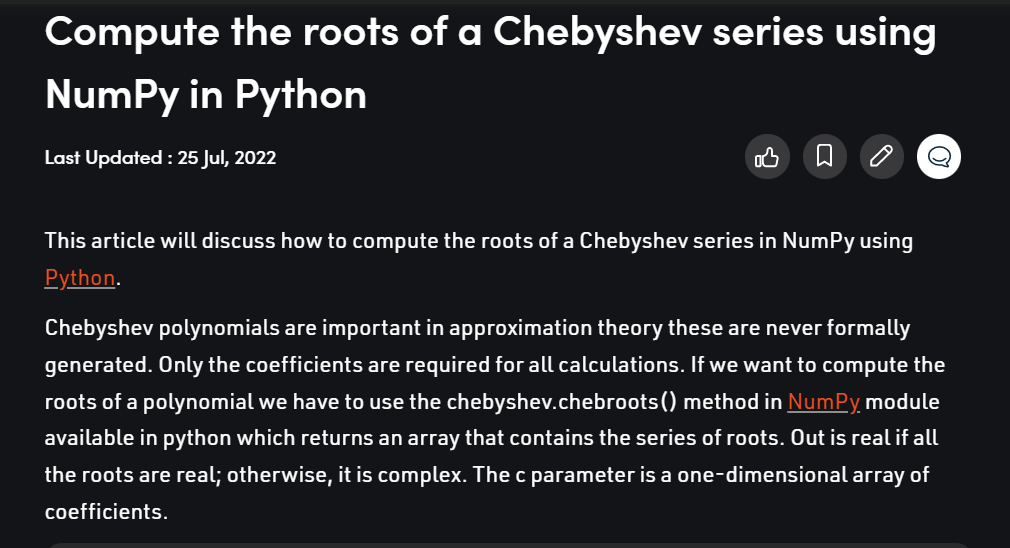 Compute the roots of a Chebyshev series using
NumPy in Python
Last Updated : 25 Jul, 2022
This article will discuss how to compute the roots of a Chebyshev series in NumPy using
Python.
Chebyshev polynomials are important in approximation theory these are never formally
generated. Only the coefficients are required for all calculations. If we want to compute the
roots of a polynomial we have to use the chebyshev.chebroots() method in NumPy module
available in python which returns an array that contains the series of roots. Out is real if all
the roots are real; otherwise, it is complex. The c parameter is a one-dimensional array of
coefficients.